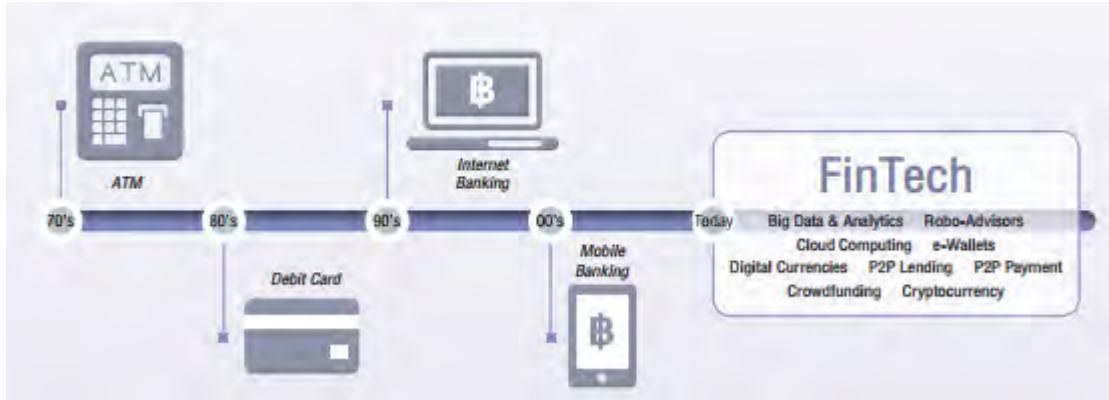 ATM
฿
Internet
Banking
ATM
FinTech
70's 80's 90's 00's Today
Big Data & Analytics Robo-Advisors
Cloud Computing e-Wallets
Digital Currencies P2P Lending P2P Payment
Crowdfunding Cryptocurrency
Debit Card
Mobile
Banking
฿